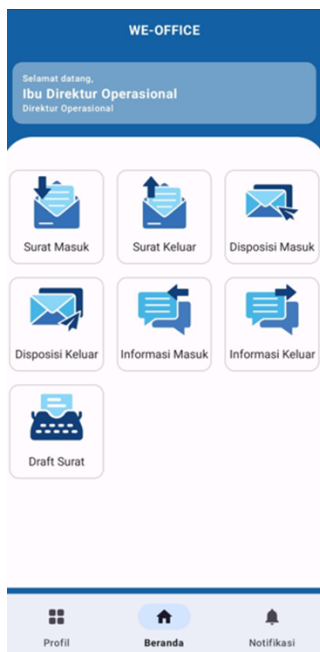 WE-OFFICE
Selamat datang,
Ibu Direktur Operasional
Direktur Operasional
Surat Masuk
Surat Keluar
Disposisi Masuk
Disposisi Keluar
Informasi Masuk
Informasi Keluar
Draft Surat
Profil
Beranda
Notifikasi